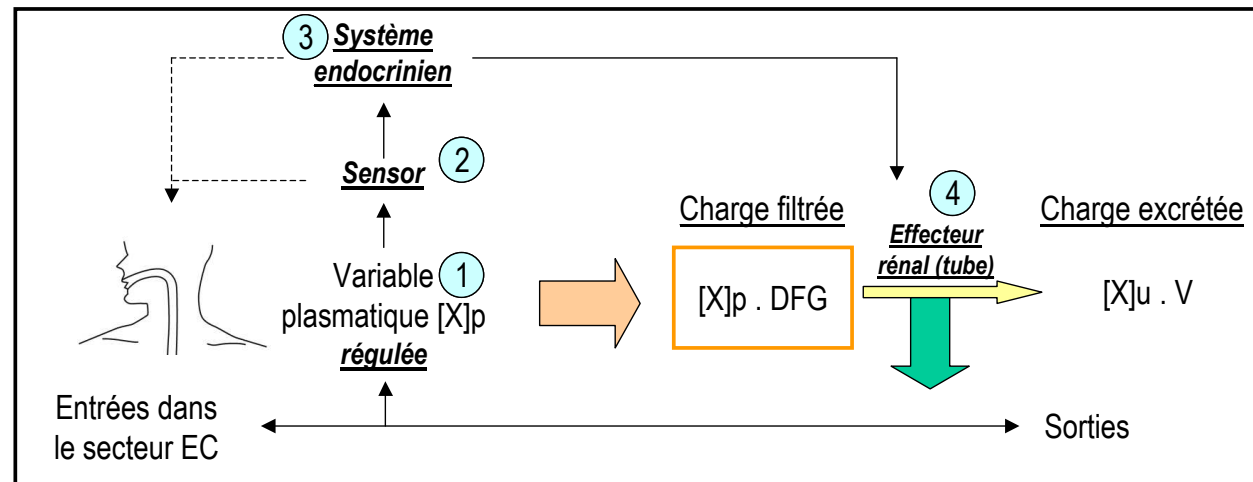 3 Système
endocrinien
Sensor 2
4
Charge filtrée
Effecteur
rénal (tube)
Charge excrétée
Variable 1
plasmatique [X]p
régulée
[X]p . DFG
[X]u . V
Entrées dans
le secteur EC
Sorties